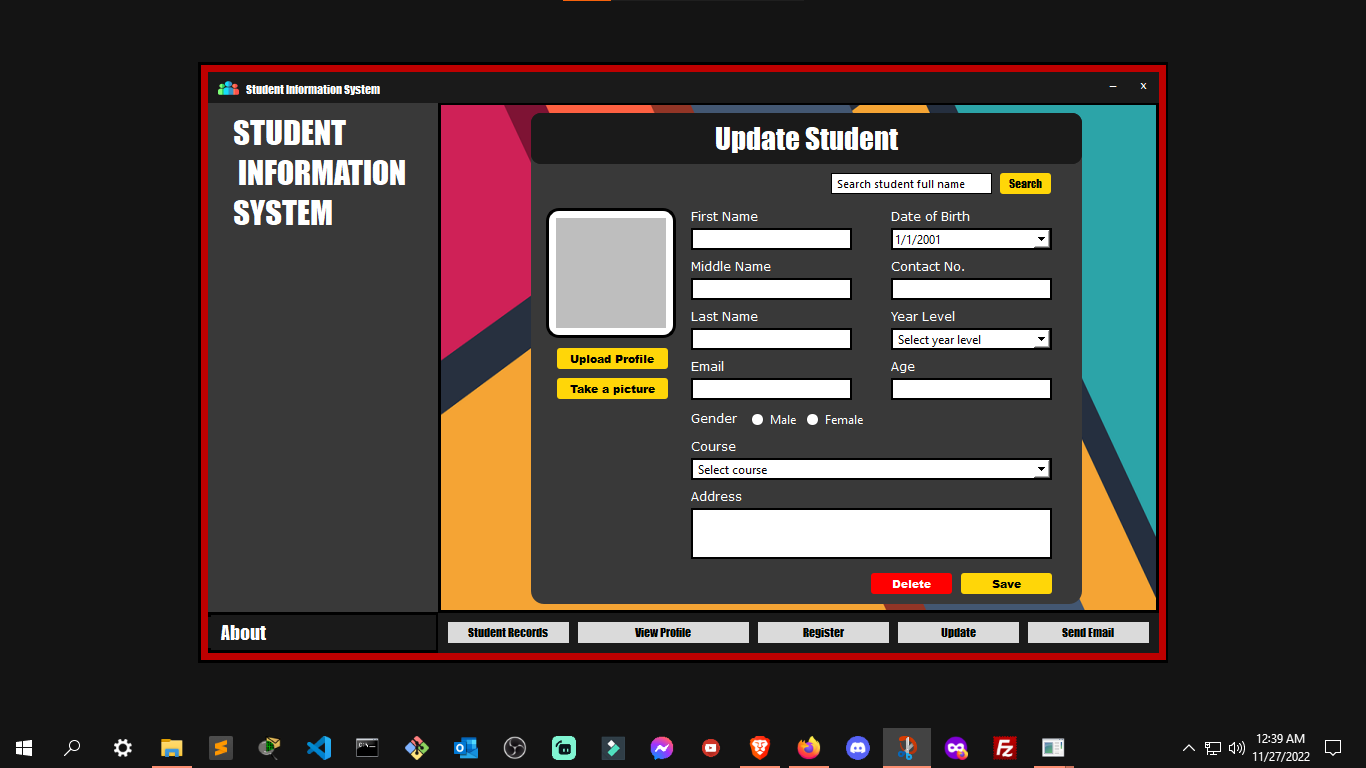 Student Information System
–
x
STUDENT
INFORMATION
SYSTEM
Update Student
Search student full name
Search
First Name
Date of Birth
1/1/2001
Middle Name
Contact No.
Last Name
Year Level
Select year level
Upload Profile
Email
Age
Take a picture
Gender
Male
Female
Course
Select course
Address
Delete
Save
About
Student Records
View Profile
Register
Update
Send Email
12:39 AM
11/27/2022